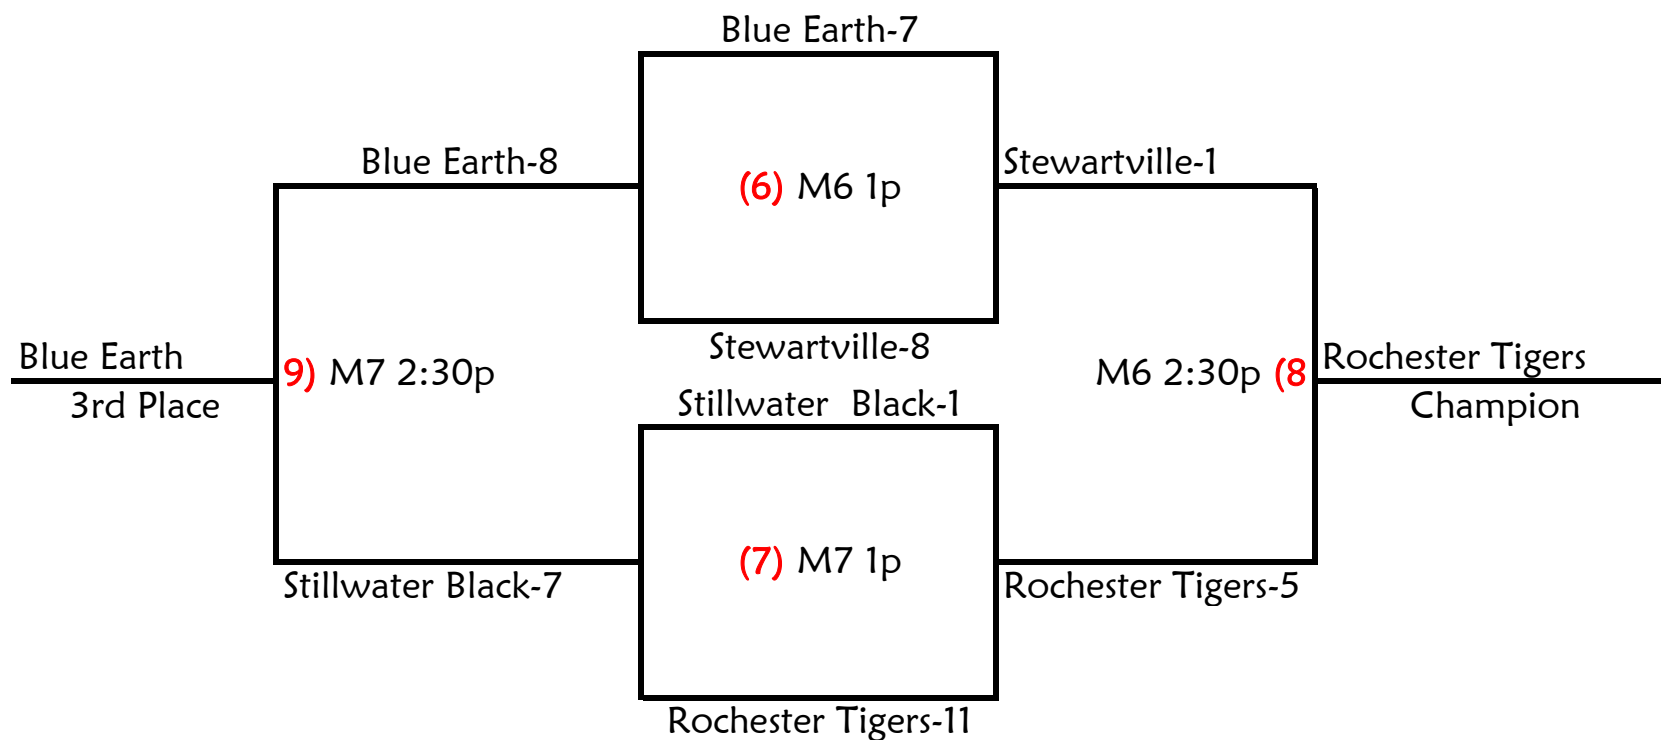 Blue Earth-7
Blue Earth-8
(6) M6 1p
Stewartville-1
Stewartville-8
Blue Earth
3rd Place
9) M7 2:30p
M6 2:30p (8
Rochester Tigers
Champion
Stillwater  Black-1
(7) M7 1p
Stillwater Black-7
Rochester Tigers-5
Rochester Tigers-11